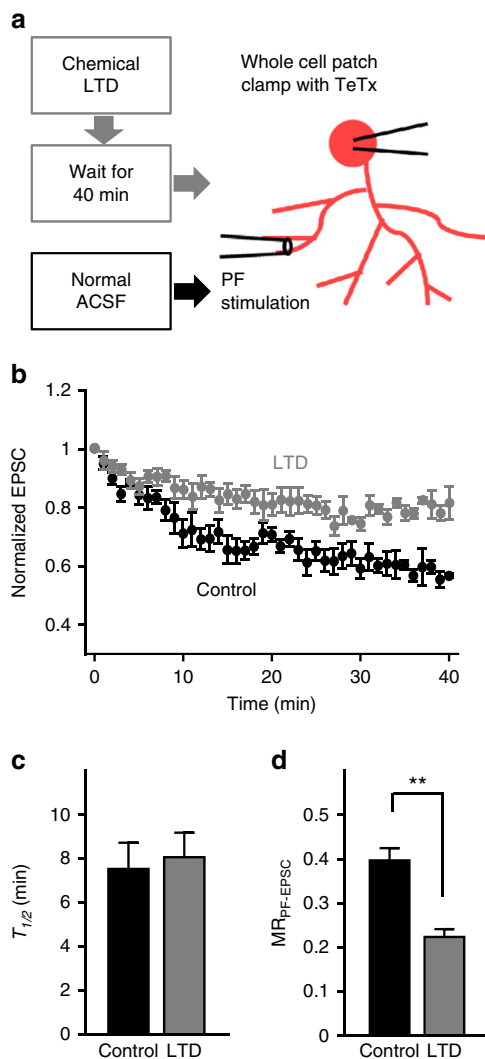 a
Chemical
LTD
Whole cell patch
clamp with TeTx
Wait for
40 min
Normal
ACSF
PF
stimulation
b
Normalized EPSC
1.2
1
0.8
0.6
0.4
LTD
Control
0
10
20
30
40
Time (min)
c
T1/2 (min)
10
8
6
4
2
0
Control LTD
d
MRPF-EPSC
0.4
0.3
0.2
0.1
0
**
Control LTD